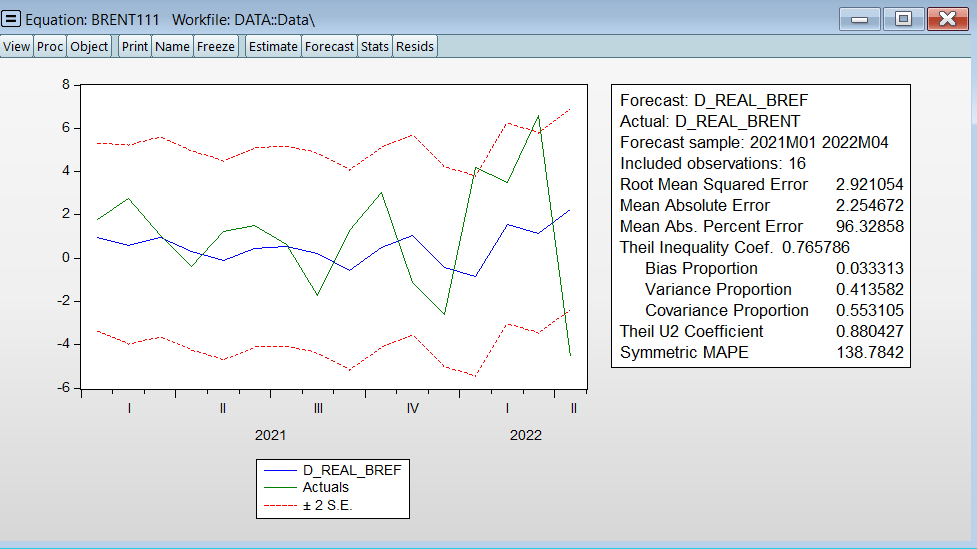 Equation: BRENT111 Workfile: DATA::Data\
View Proc Object Print Name Freeze Estimate Forecast Stats Resids
8
6
4
2
0
-2
-4
-6
I II III IV I II
2021 2022
D_REAL_BREF
Actuals
± 2 S.E.
Forecast: D_REAL_BREF
Actual: D_REAL_BRENT
Forecast sample: 2021M01 2022M04
Included observations: 16
Root Mean Squared Error 2.921054
Mean Absolute Error 2.254672
Mean Abs. Percent Error 96.32858
Theil Inequality Coef. 0.765786
Bias Proportion 0.033313
Variance Proportion 0.413582
Covariance Proportion 0.553105
Theil U2 Coefficient 0.880427
Symmetric MAPE 138.7842